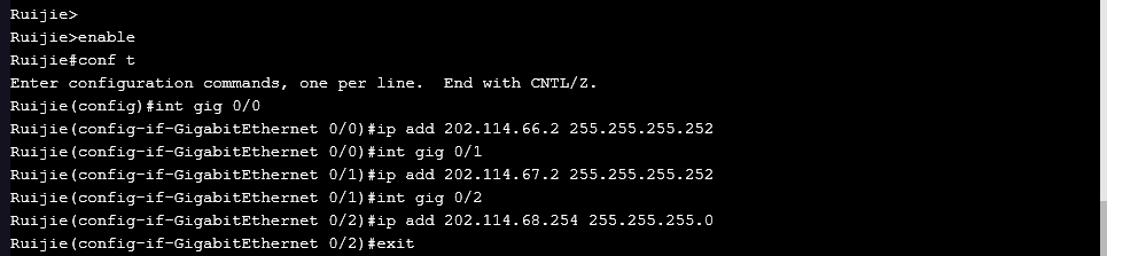 Ruijie>
Ruijie>enable
Ruijie#conf t
Enter configuration commands, one per line.  End with CNTL/Z.
Ruijie(config)#int gig 0/0
Ruijie(config-if-GigabitEthernet 0/0)#ip add 202.114.66.2 255.255.255.252
Ruijie(config-if-GigabitEthernet 0/0)#int gig 0/1
Ruijie(config-if-GigabitEthernet 0/1)#ip add 202.114.67.2 255.255.255.252
Ruijie(config-if-GigabitEthernet 0/1)#int gig 0/2
Ruijie(config-if-GigabitEthernet 0/2)#ip add 202.114.68.254 255.255.255.0
Ruijie(config-if-GigabitEthernet 0/2)#exit